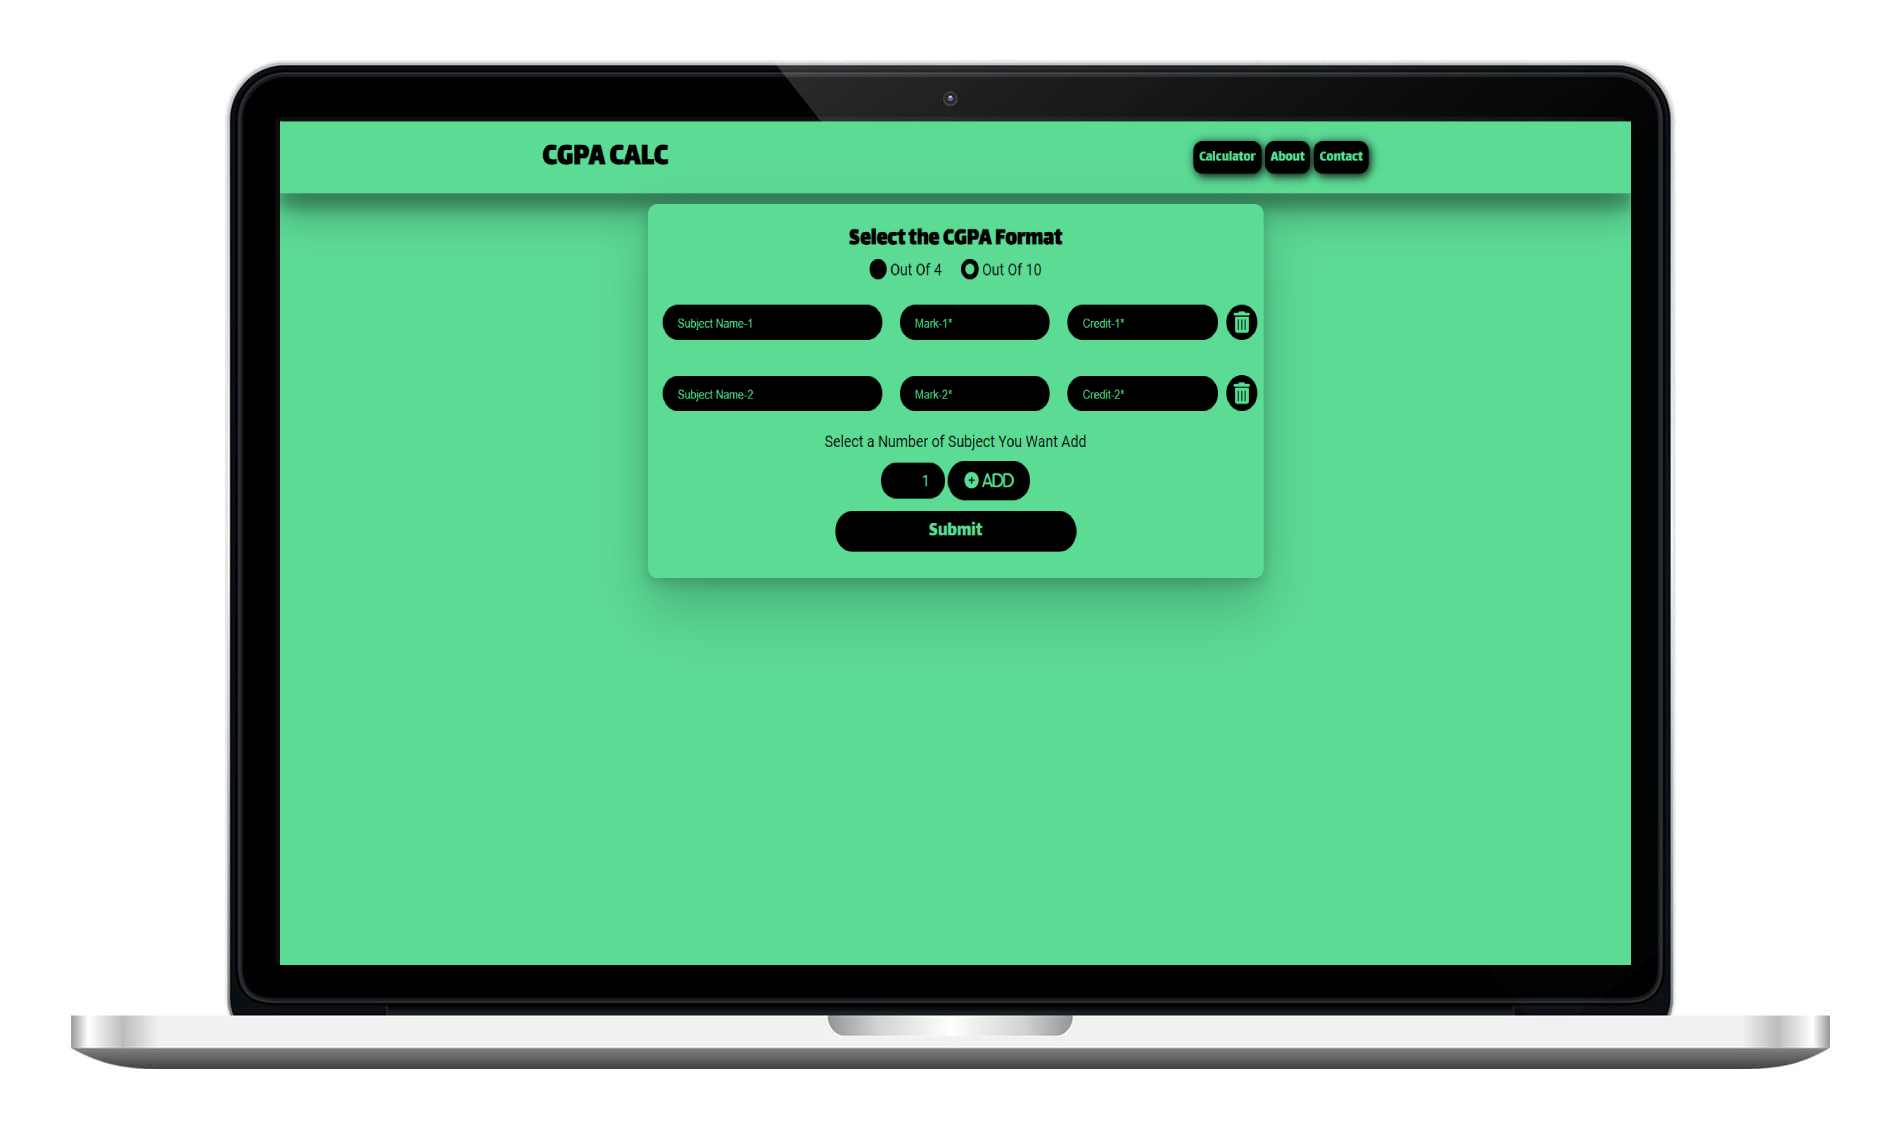 CGPA CALC Calculator About Contact
Select the CGPA Format
Out Of 4 Out Of 10
Subject Name-1 Mark-1* Credit-1*
Subject Name-2 Mark-2* Credit-2*
Select a Number of Subject You Want Add
1 ADD
Submit